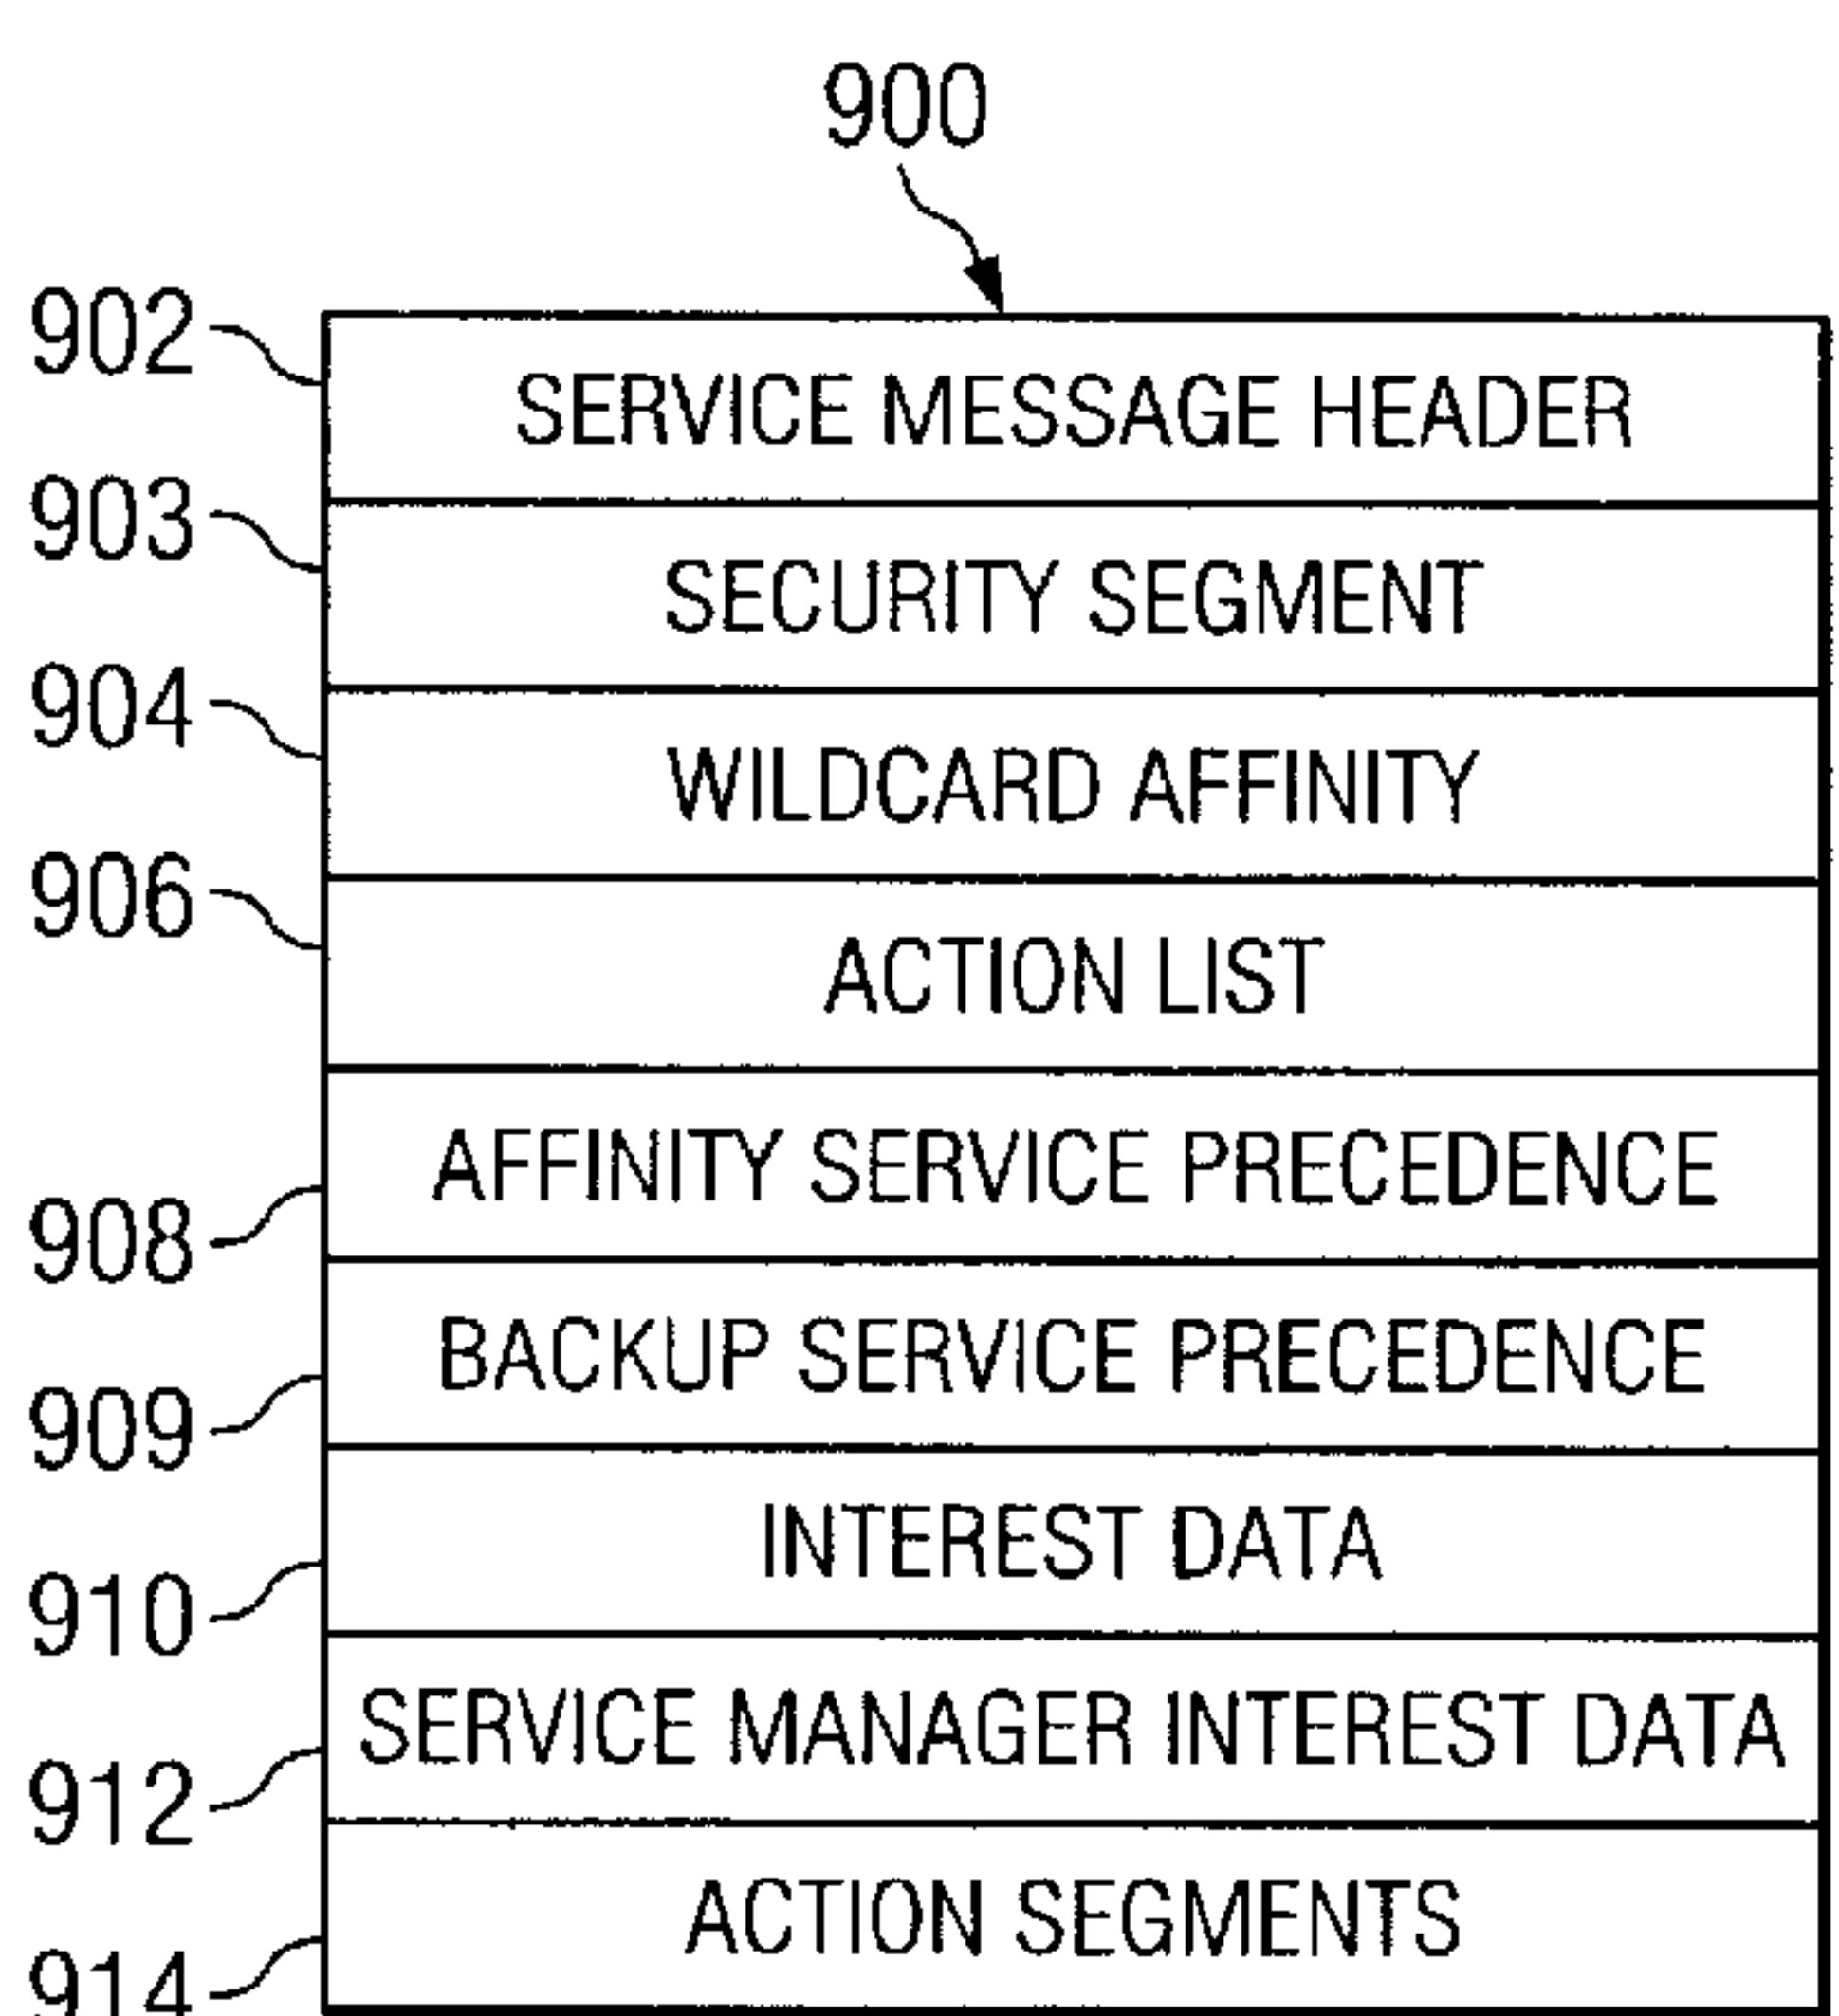 900
902 SERVICE MESSAGE HEADER
903 SECURITY SEGMENT
904 WILDCARD AFFINITY
906 ACTION LIST
908 AFFINITY SERVICE PRECEDENCE
909 BACKUP SERVICE PRECEDENCE
910 INTEREST DATA
912 SERVICE MANAGER INTEREST DATA
914 ACTION SEGMENTS